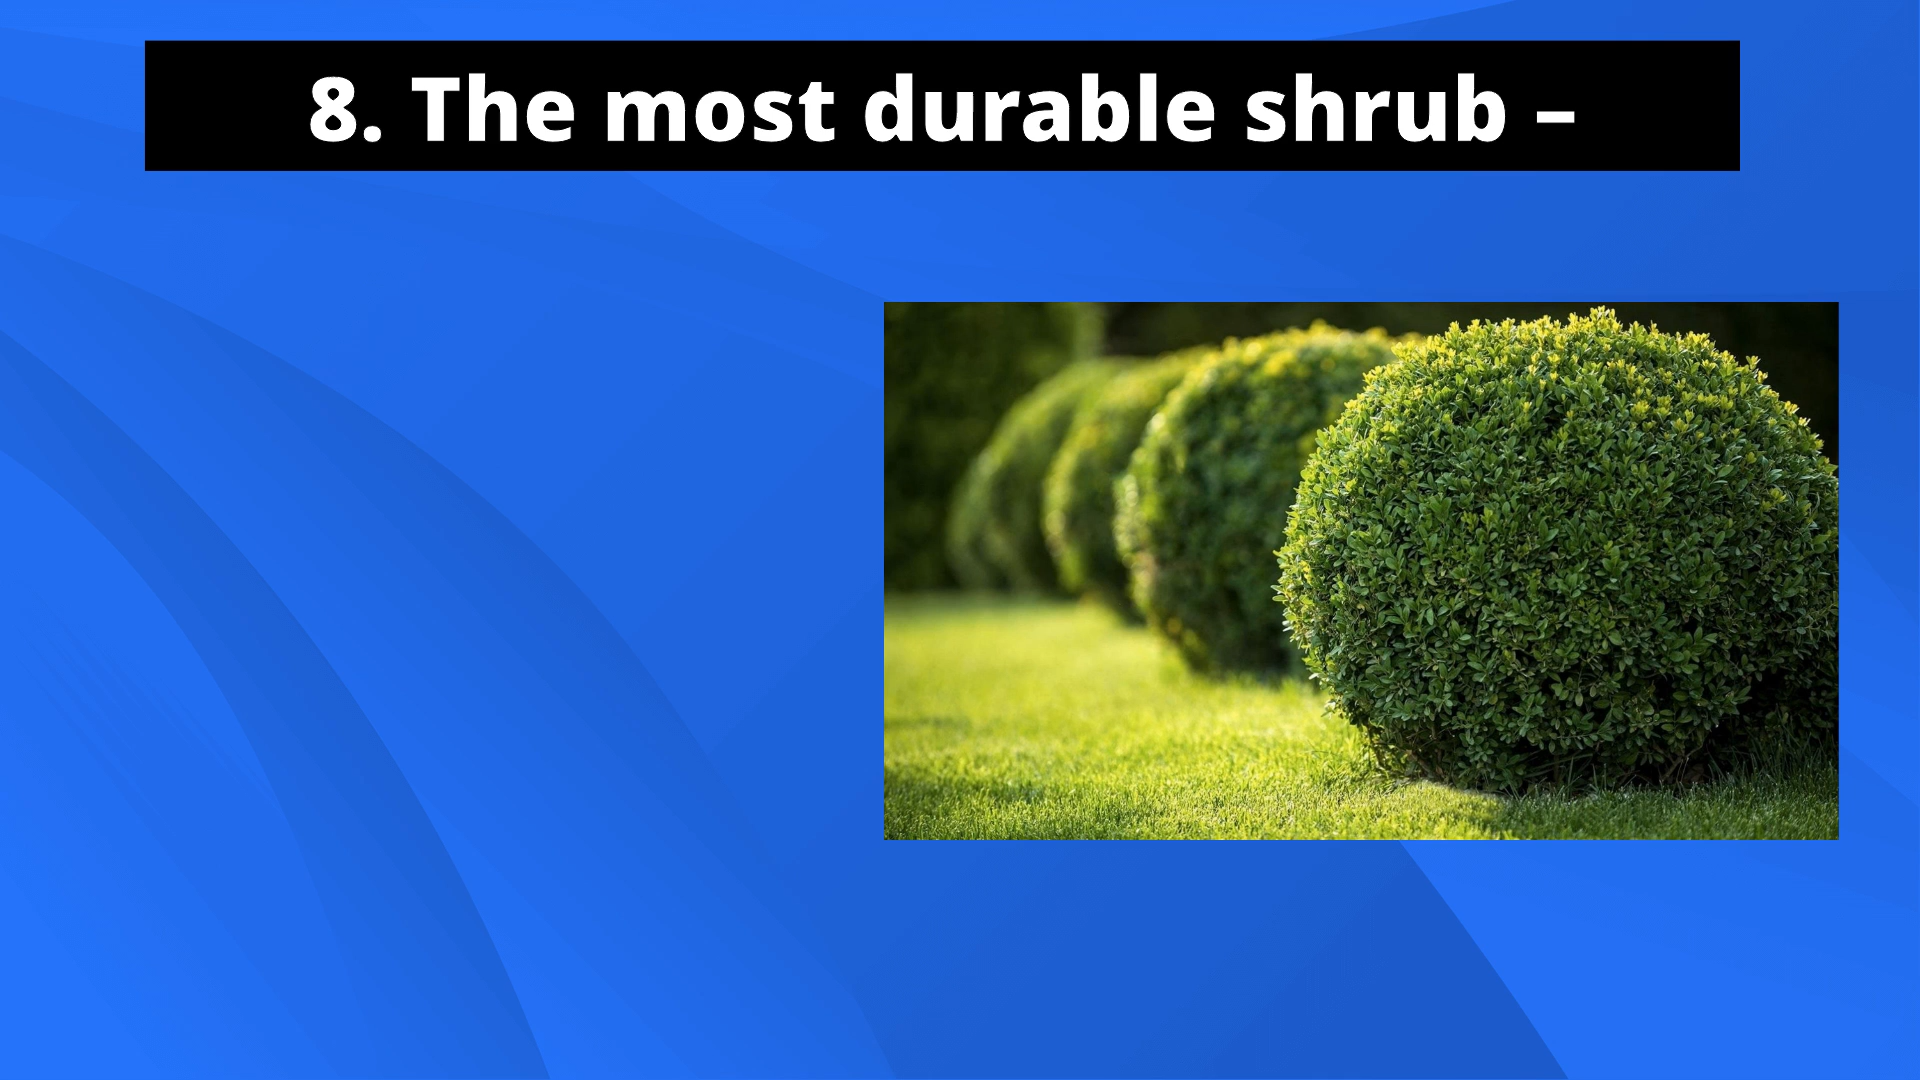 8. The most durable shrub –